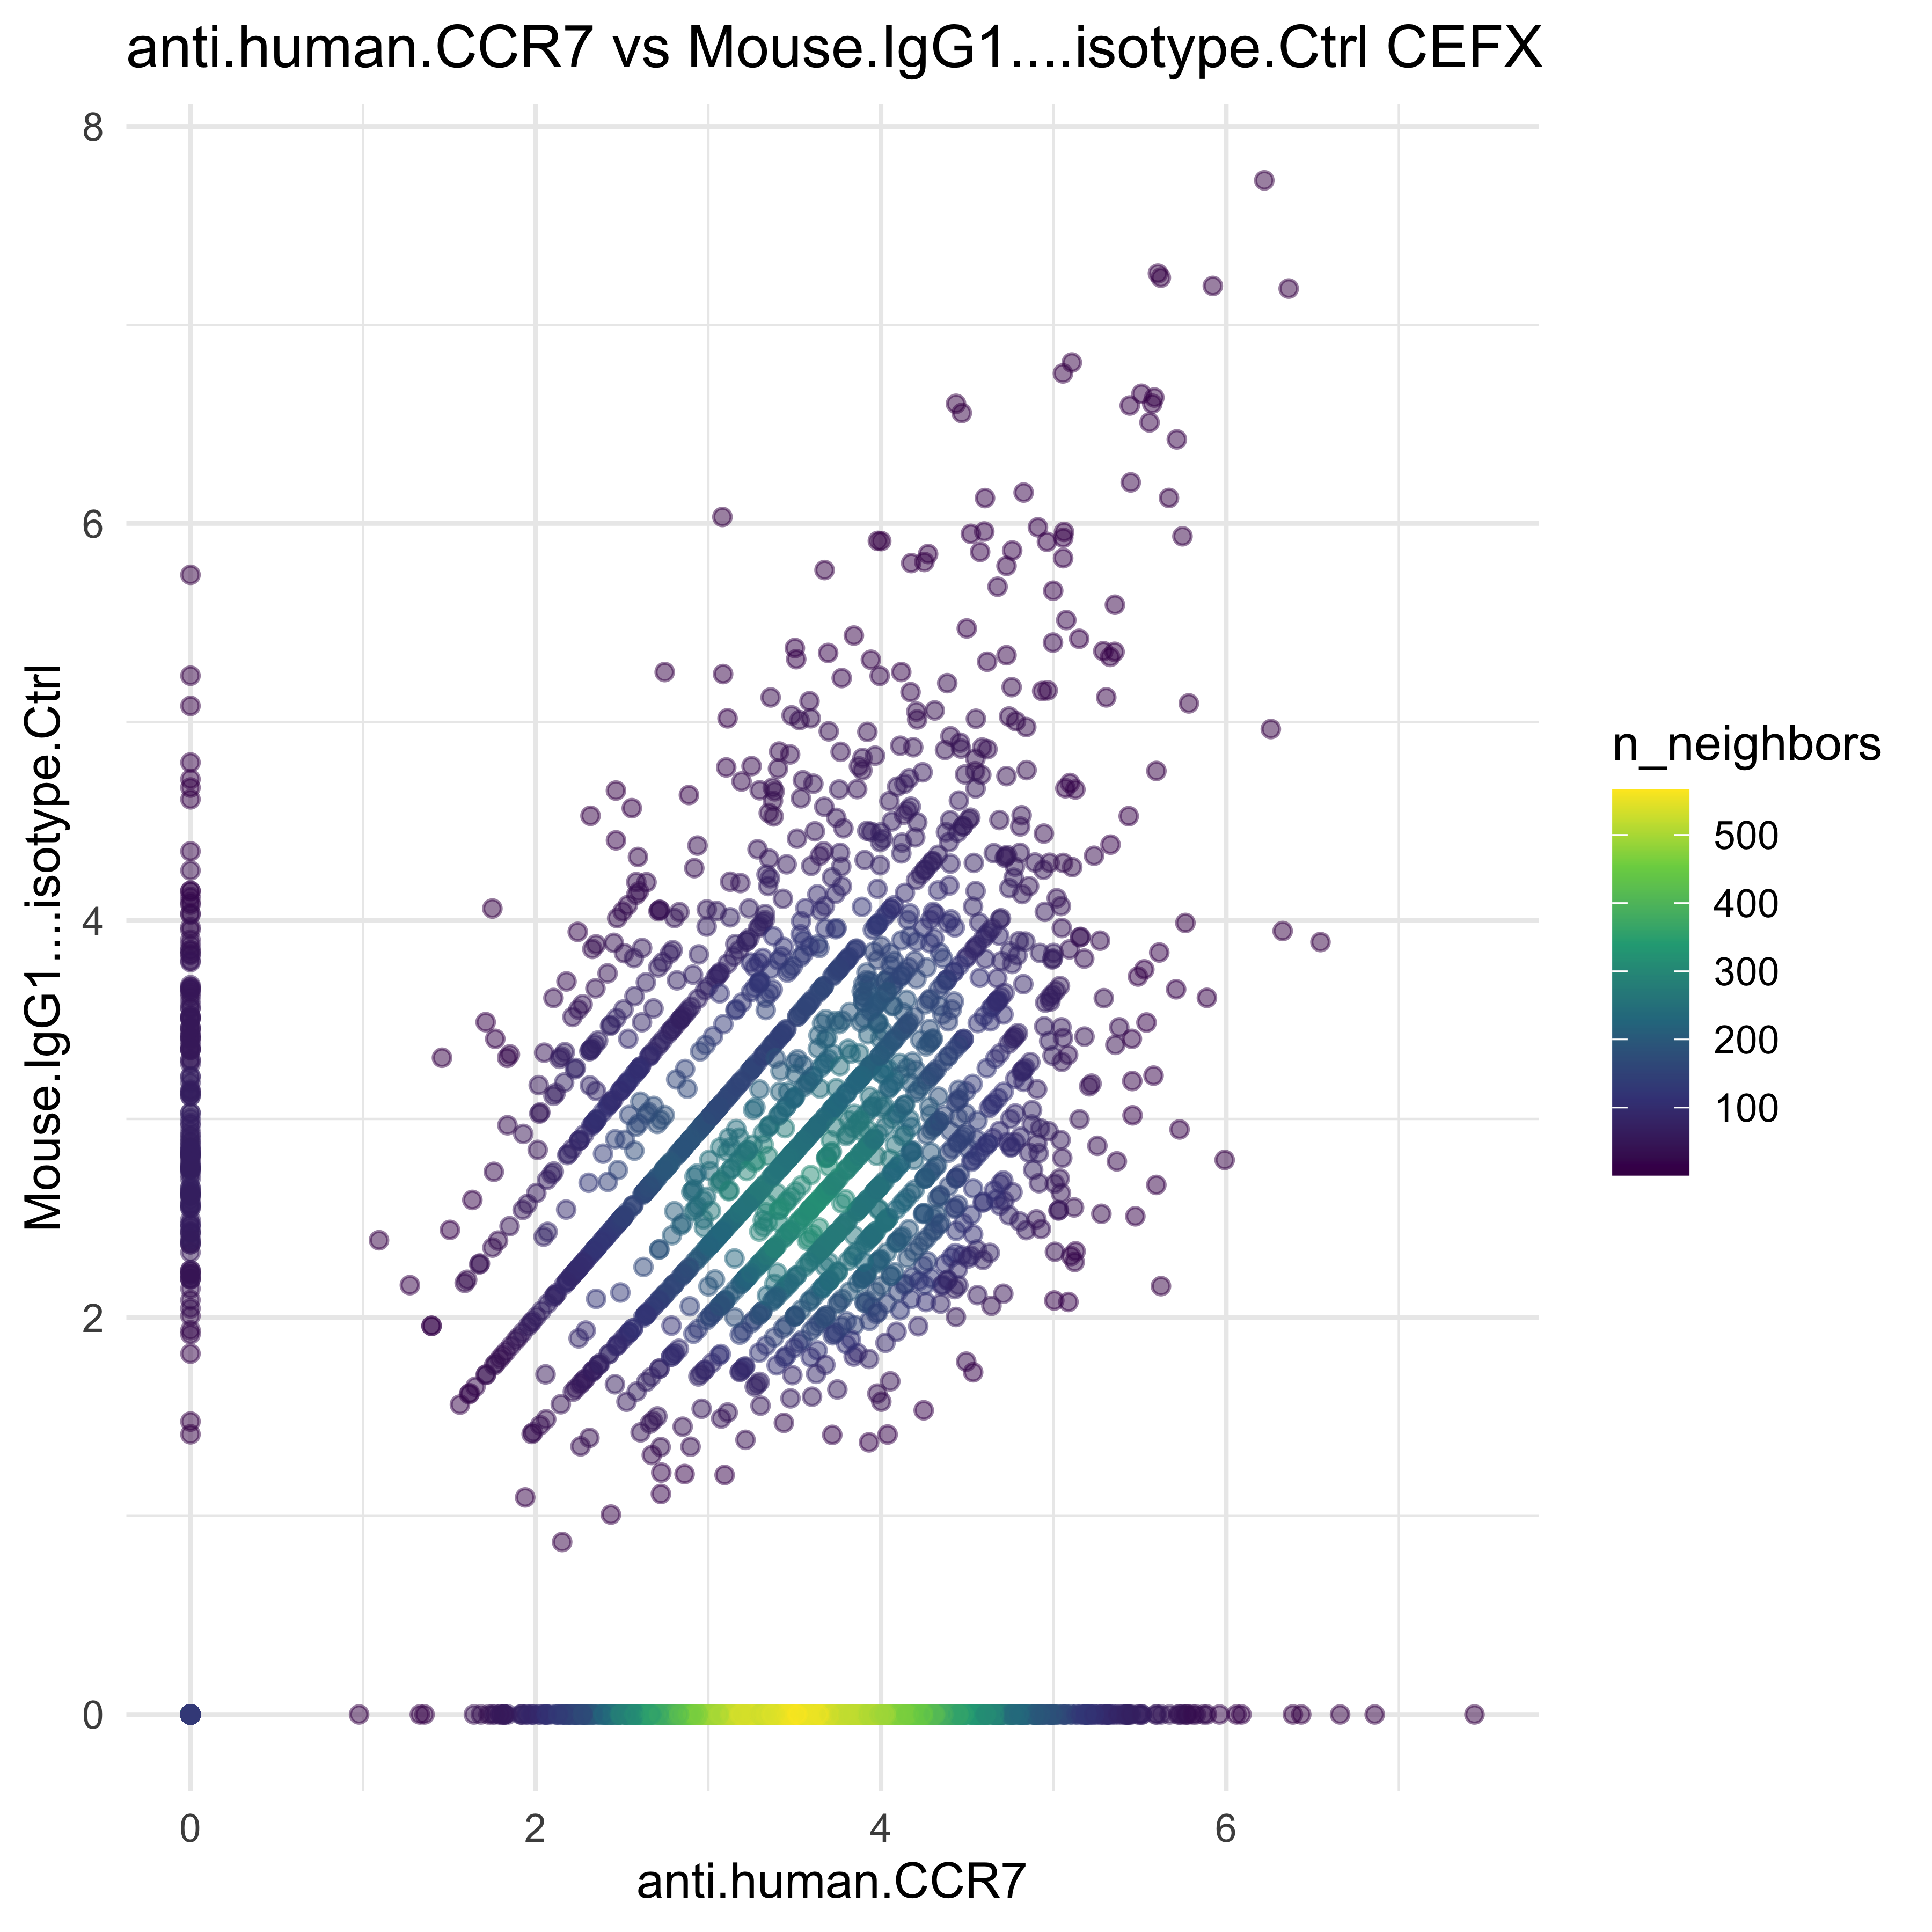 anti.human.CCR7 vs Mouse.IgG1....isotype.Ctrl CEFX
8
6
4
2
0
Mouse.IgG1....isotype.Ctrl
0 2 4 6
anti.human.CCR7
n_neighbors
500
400
300
200
100